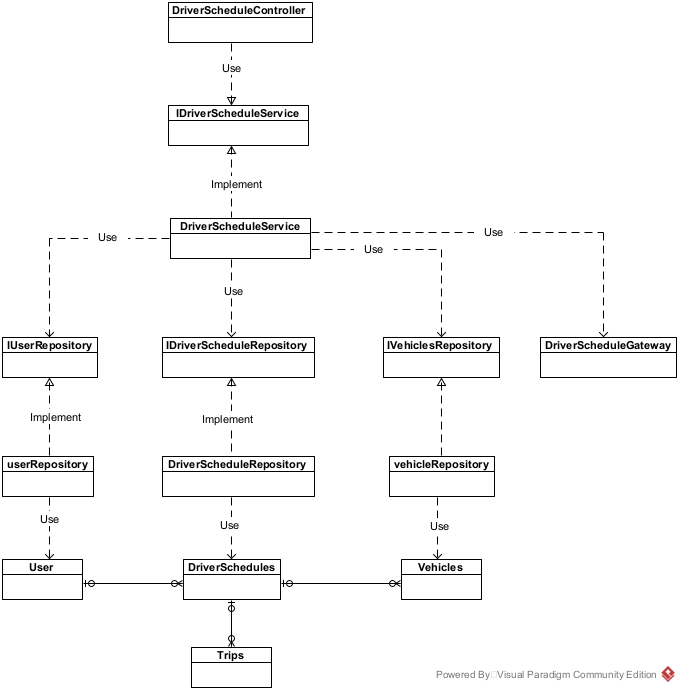 DriverScheduleController
Use
IDriverScheduleService
Implement
DriverScheduleService
Use
Use
Use
Use
IUserRepository
IDriverScheduleRepository
IVehiclesRepository
DriverScheduleGateway
Implement
Implement
userRepository
DriverScheduleRepository
vehicleRepository
Use
Use
Use
User
DriverSchedules
Vehicles
Trips
Powered By Visual Paradigm Community Edition